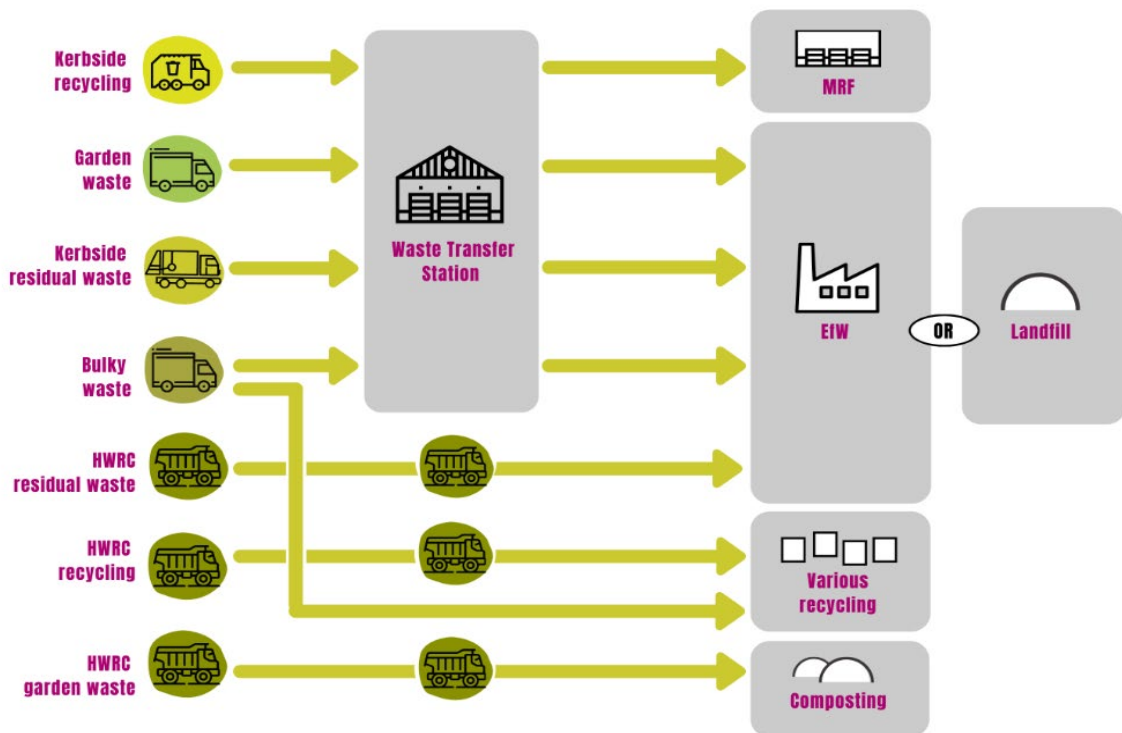 Kerbside
recycling
MRF
Garden
waste
Waste Transfer
Station
Kerbside
residual waste
EfW
OR
Landfill
Bulky
waste
HWRC
residual waste
HWRC
recycling
Various
recycling
HWRC
garden waste
Composting